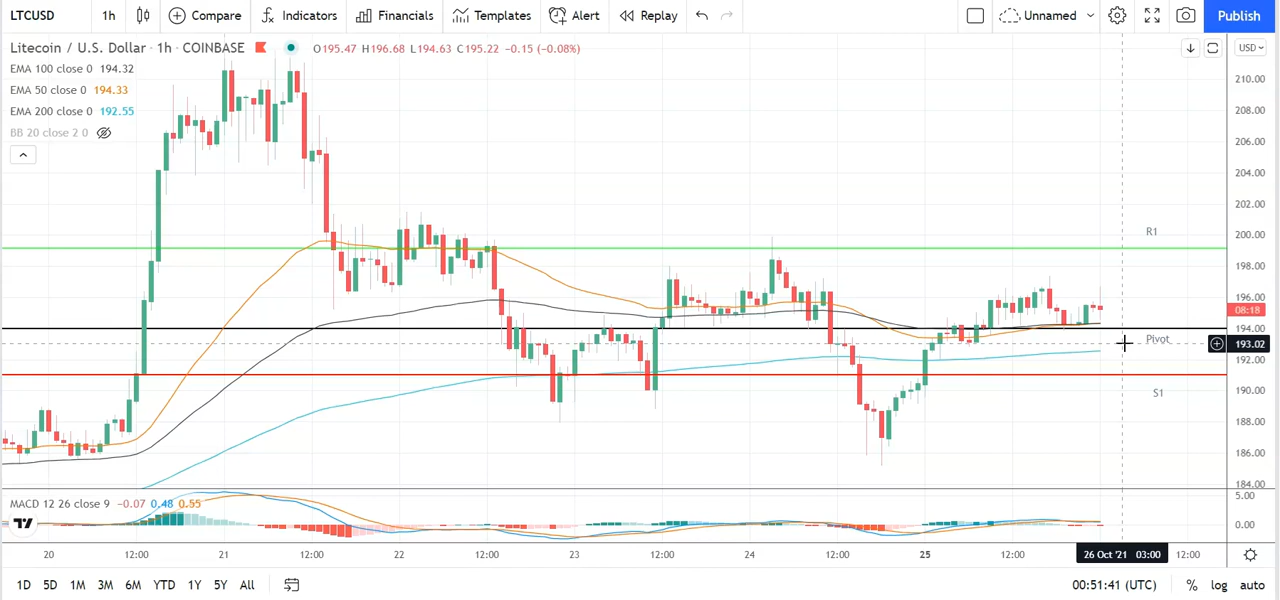 LTCUSD 1h Compare Indicators Financials Templates Alert Replay Unnamed Publish
Litecoin / U.S. Dollar · 1h · COINBASE O195.47 H196.68 L194.63 C195.22 −0.15 (−0.08%) USD
EMA 100 close 0 194.32
EMA 50 close 0 194.33
EMA 200 close 0 192.55
BB 20 close 2 0
210.00
208.00
206.00
204.00
202.00
200.00
198.00
196.00
08:18
194.00
193.02
192.00
190.00
188.00
186.00
184.00
R1
Pivot
S1
MACD 12 26 close 9 −0.07 0.48 0.55
5.00
0.00
20 12:00 21 12:00 22 12:00 23 12:00 24 12:00 25 12:00 26 Oct '21 03:00 12:00
1D 5D 1M 3M 6M YTD 1Y 5Y All 00:51:41 (UTC) % log auto